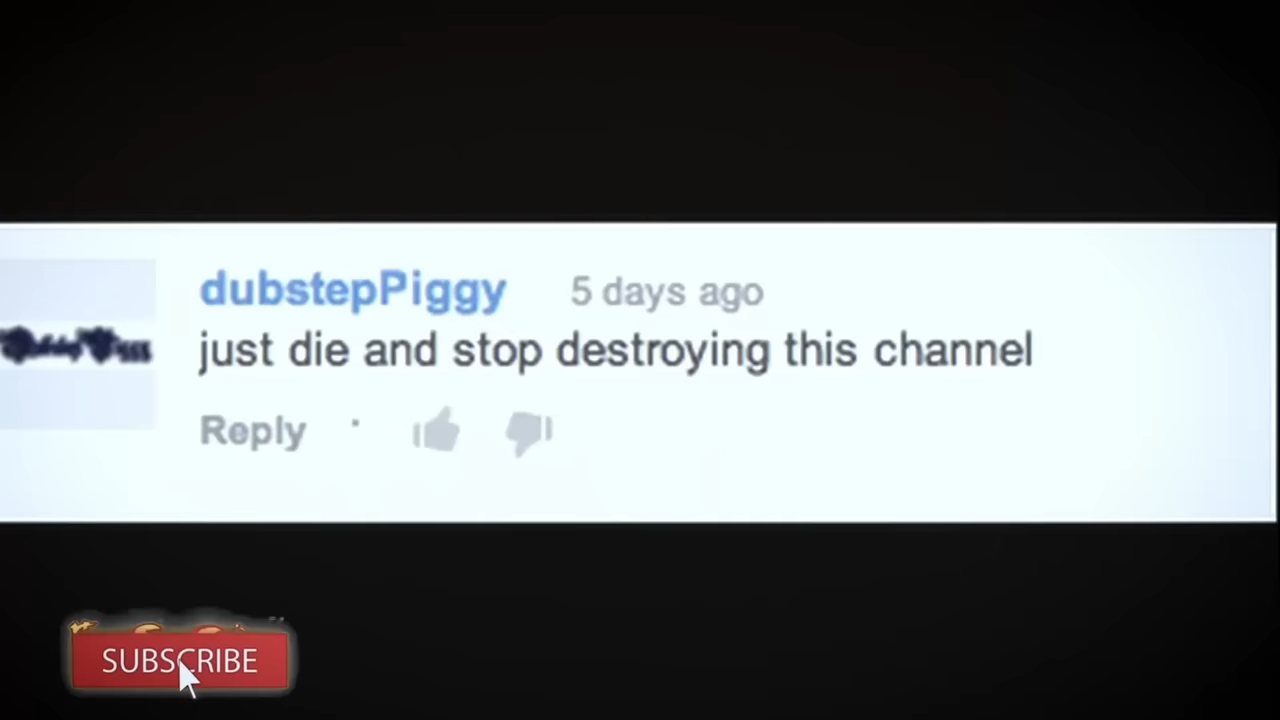 dubstepPiggy 5 days ago
just die and stop destroying this channel
Reply ·
SUBSCRIBE